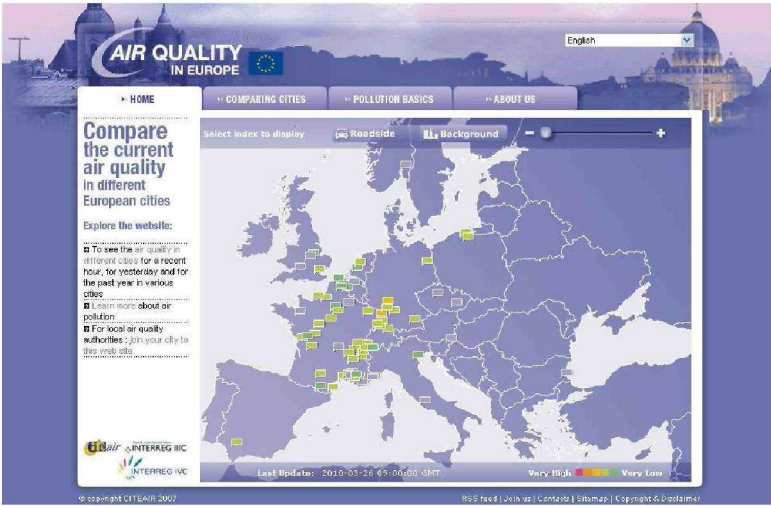 AIR QUALITY
IN EUROPE
English
HOME
COMPARING CITIES
POLLUTION BASICS
ABOUT US
Compare
the current
air quality
in different
European cities
Explore the website:
To see the air quality in
different cities for a recent
hour, for yesterday and for
the past year in various
cities
Learn more about air
pollution
For local air quality
authorities : join your city to
this web site
Select index to display
Roadside
Background
- +
citeair INTERREG IIIC
INTERREG IVC
Last Update: 2010-03-26 09:00:00 GMT
Very High Very Low
© copyright CITEAIR 2007
RSS feed | Join us | Contacts | Sitemap | Copyright & Disclaimer